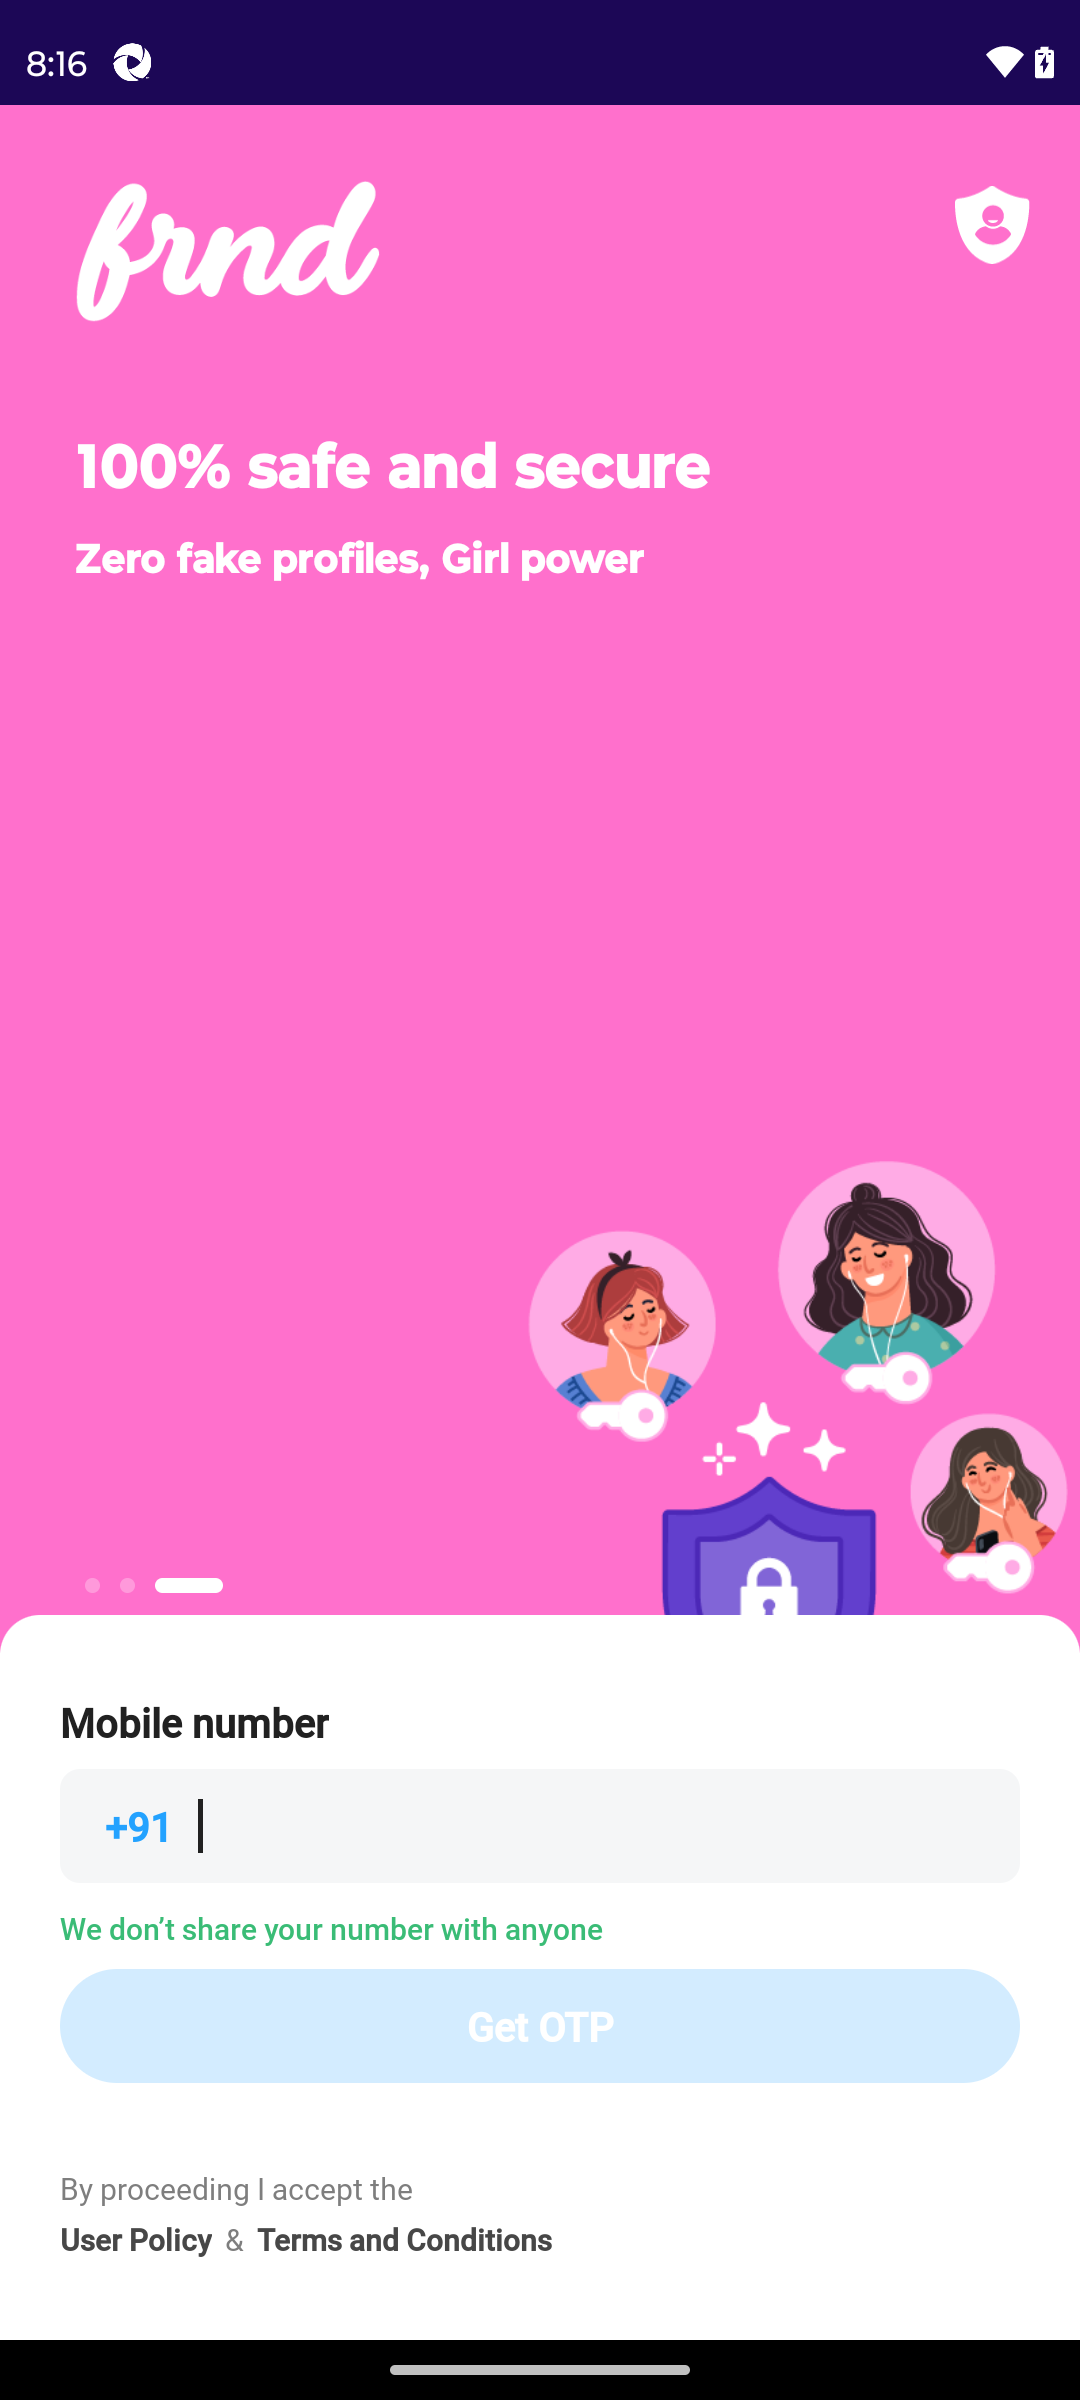 8:16
frnd
100% safe and secure
Zero fake profiles, Girl power
Mobile number
+91
We don’t share your number with anyone
Get OTP
By proceeding I accept the
User Policy & Terms and Conditions